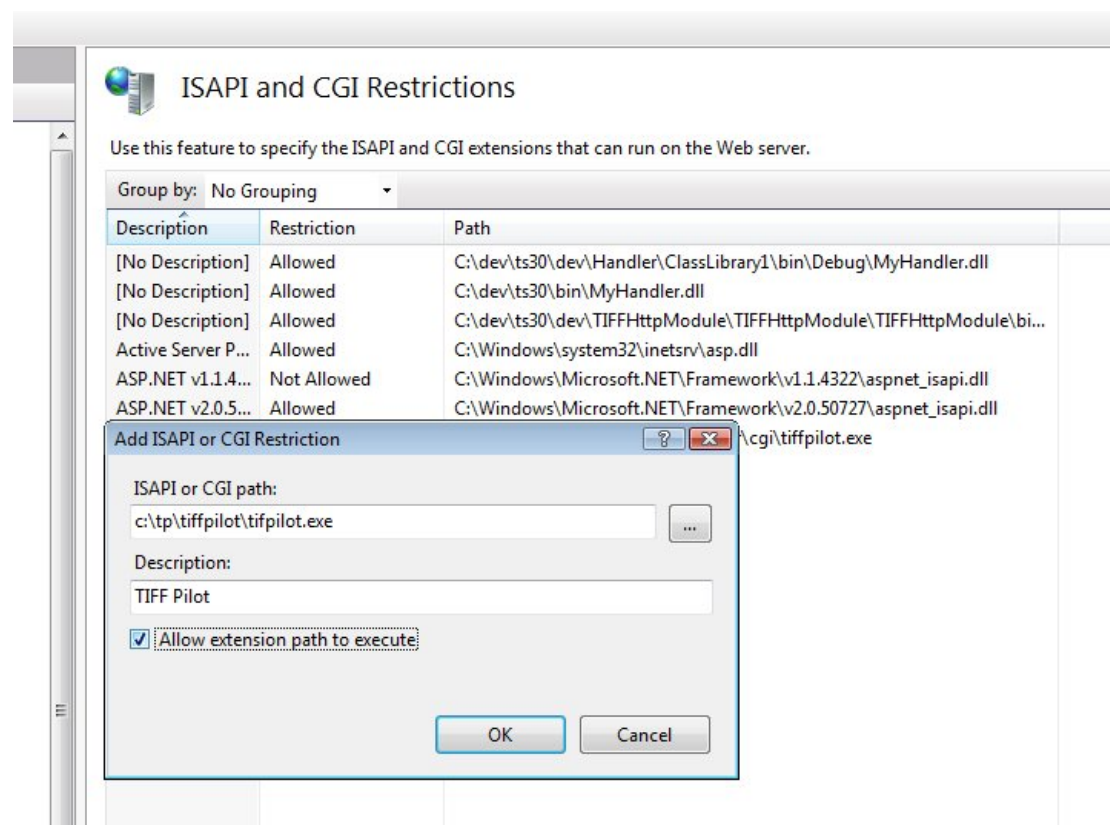 ISAPI and CGI Restrictions
Use this feature to specify the ISAPI and CGI extensions that can run on the Web server.
Group by: No Grouping
Description Restriction Path
[No Description] Allowed C:\dev\ts30\dev\Handler\ClassLibrary1\bin\Debug\MyHandler.dll
[No Description] Allowed C:\dev\ts30\bin\MyHandler.dll
[No Description] Allowed C:\dev\ts30\dev\TIFFHttpModule\TIFFHttpModule\TIFFHttpModule\bi...
Active Server P... Allowed C:\Windows\system32\inetsrv\asp.dll
ASP.NET v1.1.4... Not Allowed C:\Windows\Microsoft.NET\Framework\v1.1.4322\aspnet_isapi.dll
ASP.NET v2.0.5... Allowed C:\Windows\Microsoft.NET\Framework\v2.0.50727\aspnet_isapi.dll
\cgi\tiffpilot.exe
Add ISAPI or CGI Restriction
ISAPI or CGI path:
c:\tp\tiffpilot\tifpilot.exe
...
Description:
TIFF Pilot
Allow extension path to execute
OK Cancel